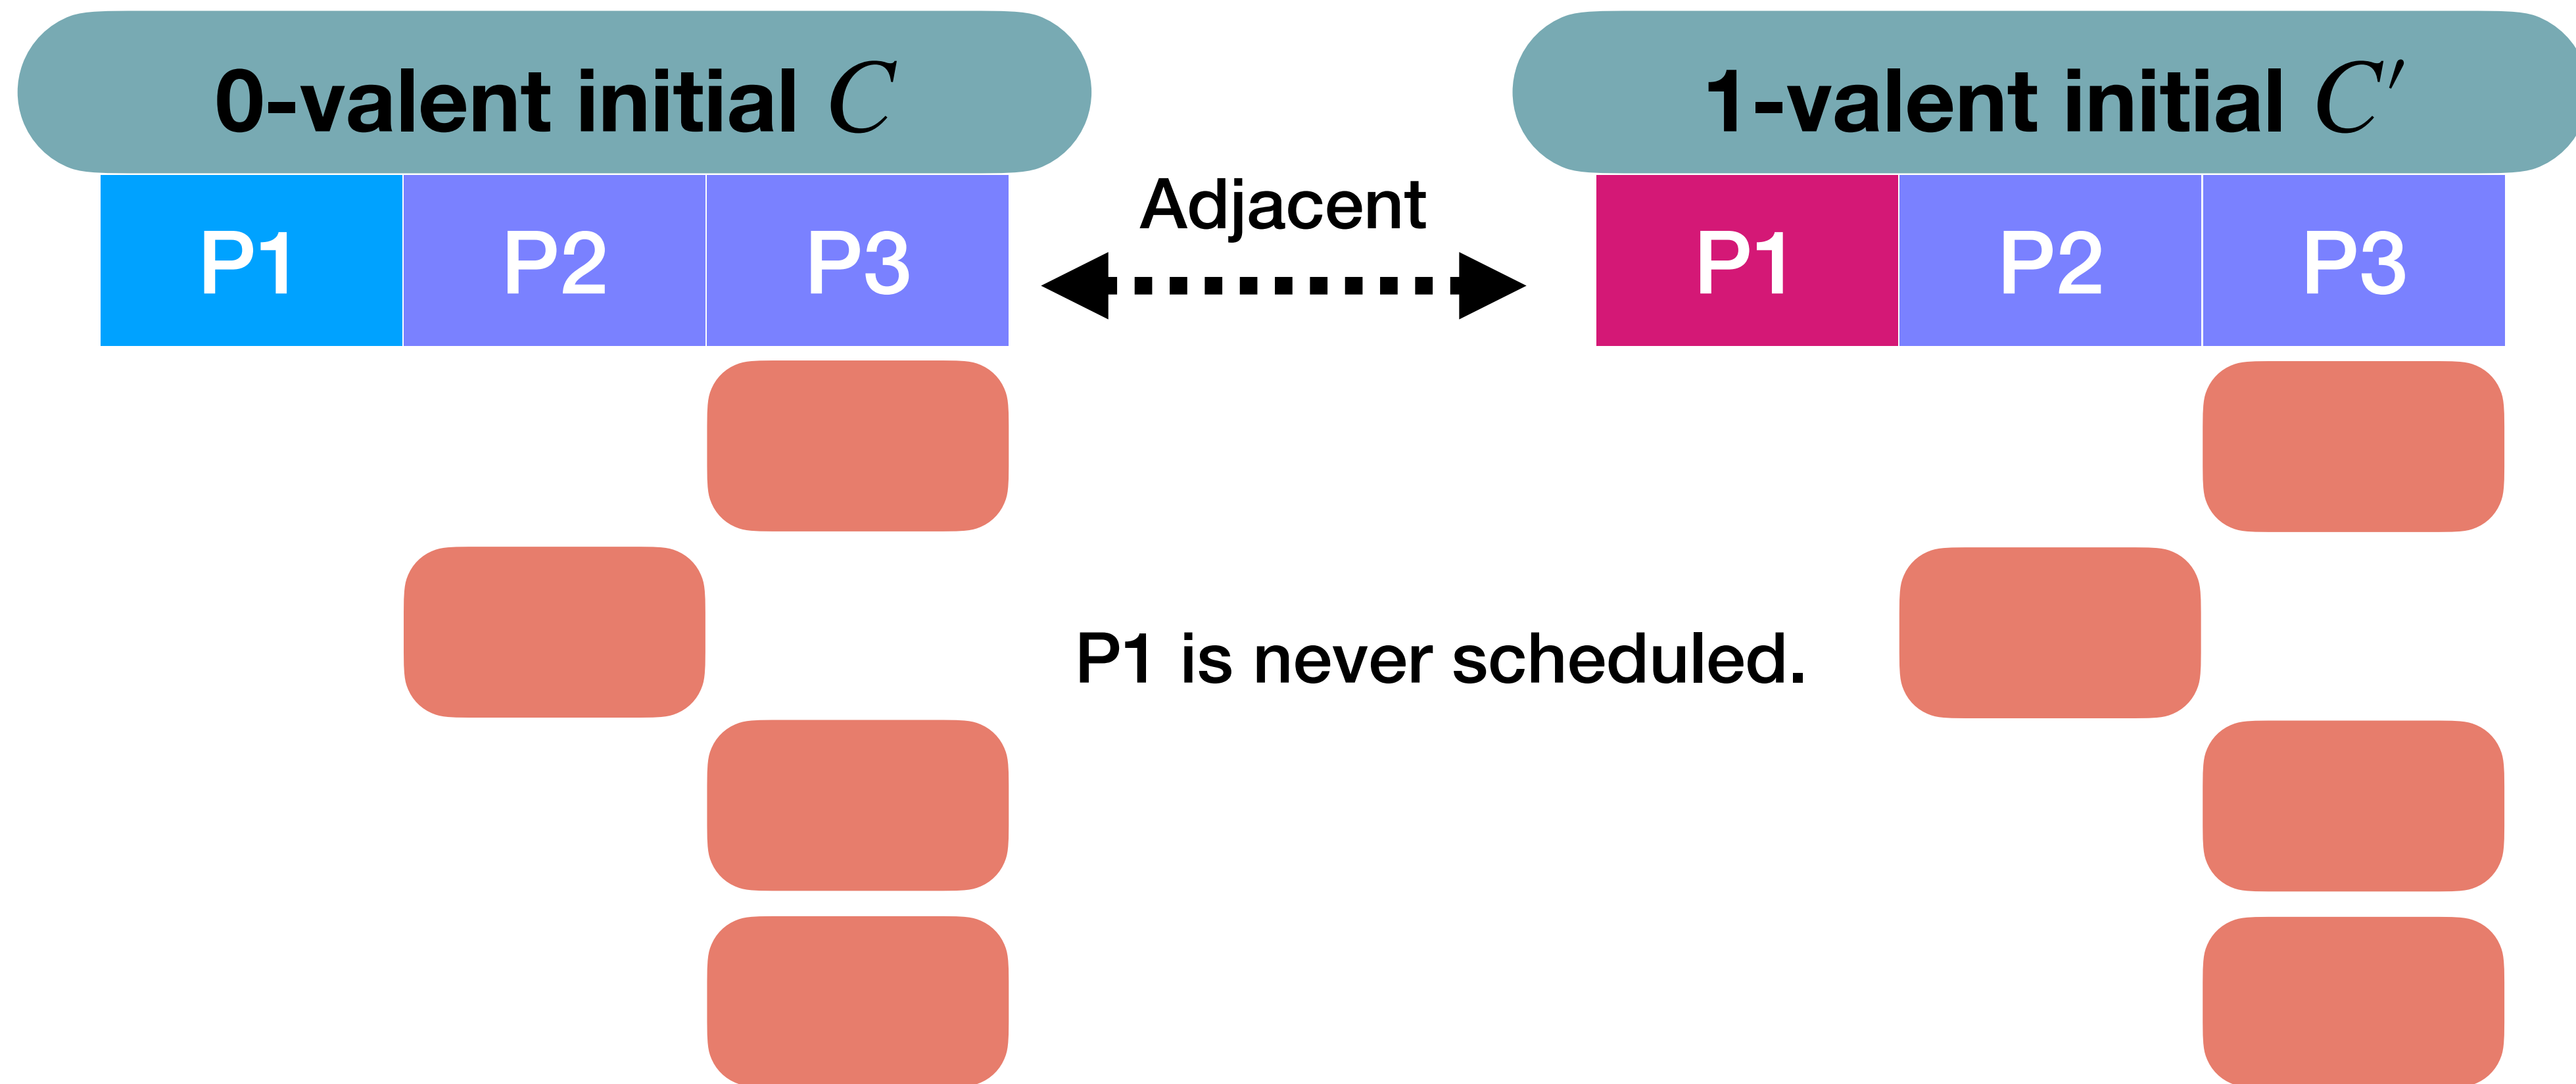 0-valent initial C
1-valent initial C′
P1 P2 P3
Adjacent
P1 P2 P3
P1 is never scheduled.